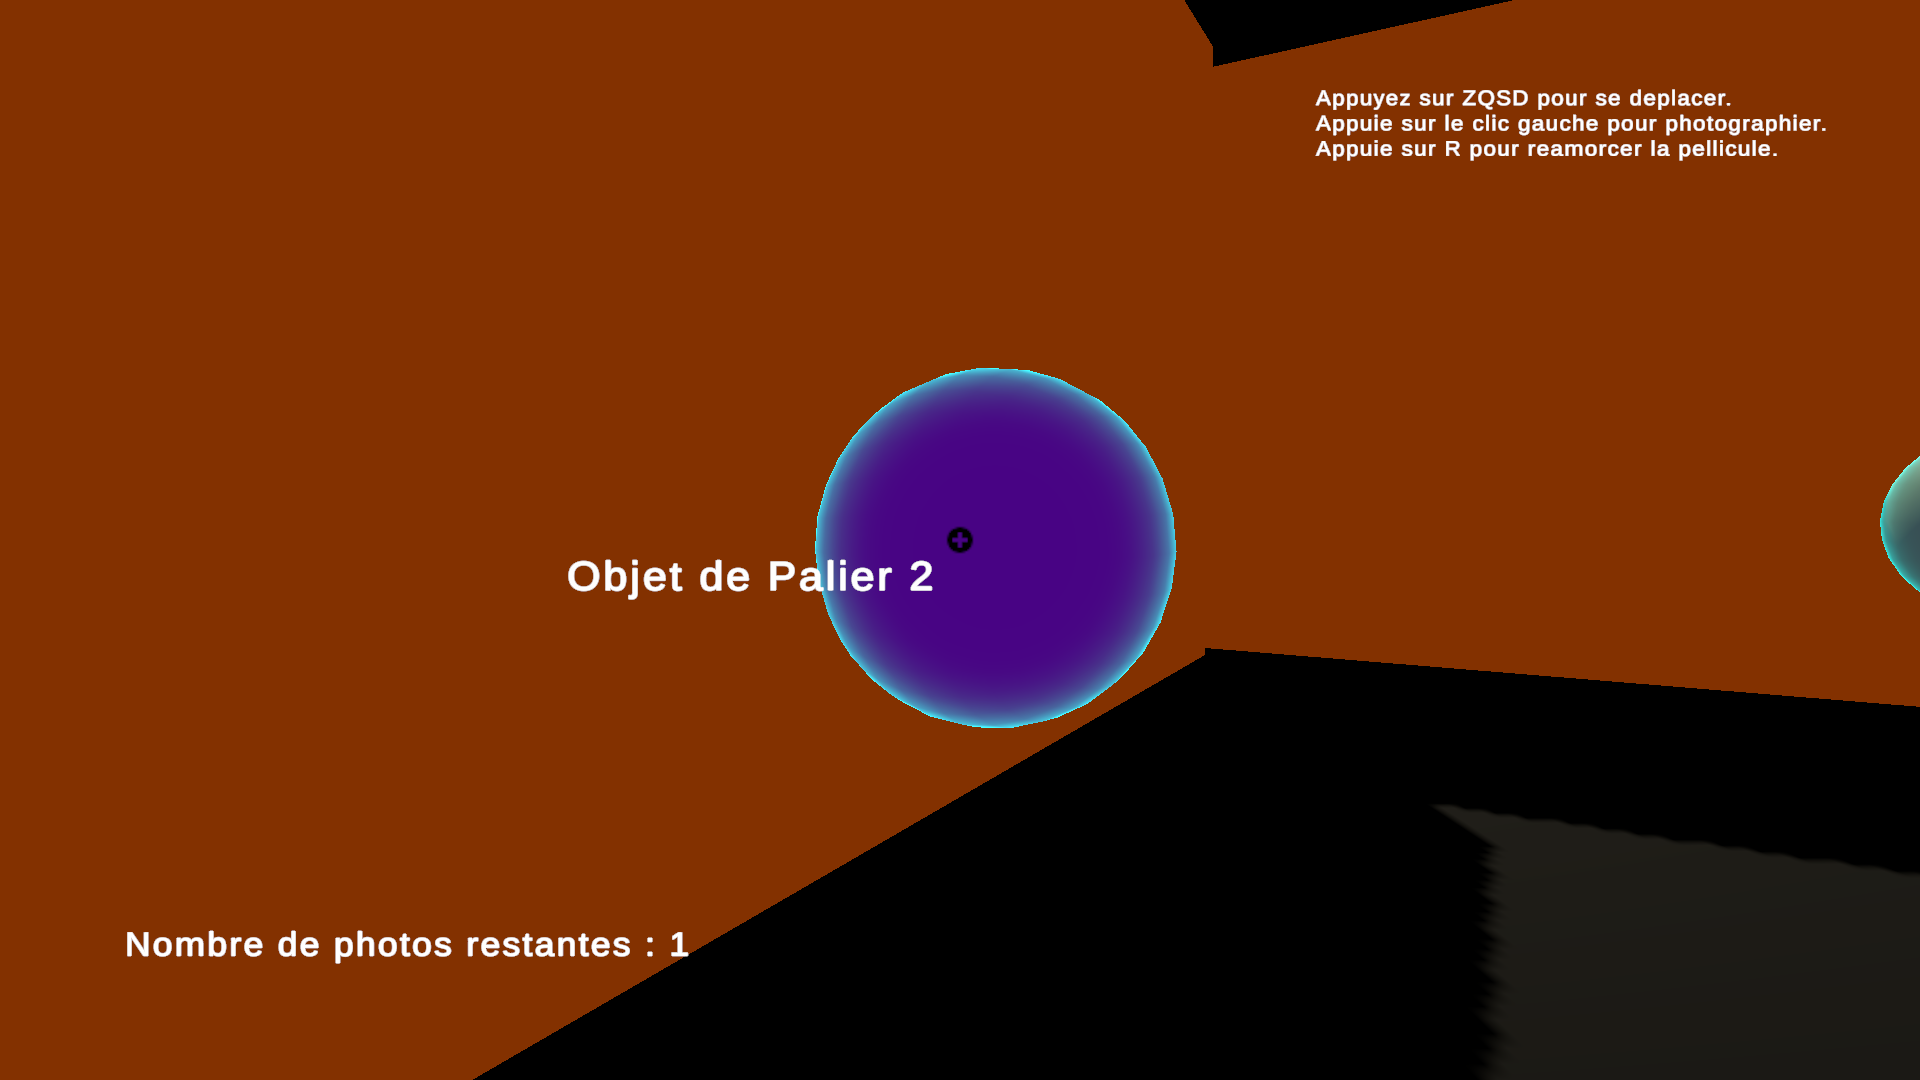 Appuyez sur ZQSD pour se deplacer.
Appuie sur le clic gauche pour photographier.
Appuie sur R pour reamorcer la pellicule.
Objet de Palier 2
Nombre de photos restantes : 1